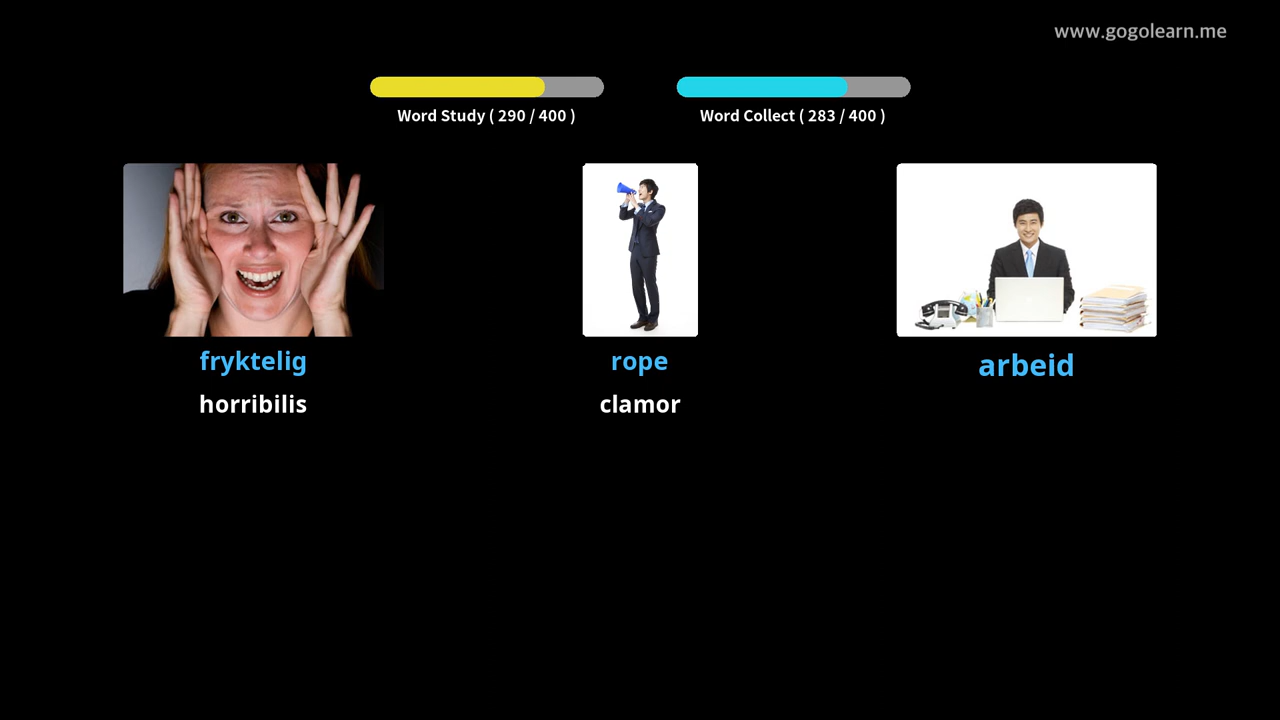 www.gogolearn.me
Word Study ( 290 / 400 )
Word Collect ( 283 / 400 )
fryktelig
horribilis
rope
clamor
arbeid